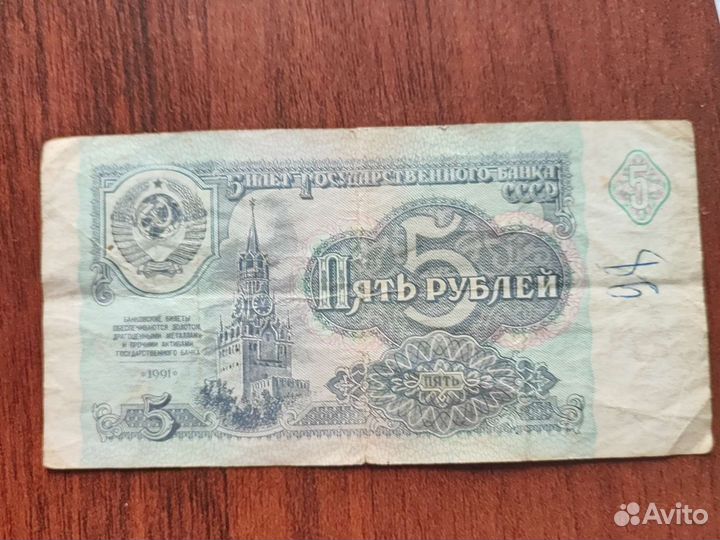 Билет Государственного Банка
СССР
5
5
Пять рублей
БАНКОВСКИЕ БИЛЕТЫ
ОБЕСПЕЧИВАЮТСЯ ЗОЛОТОМ,
ДРАГОЦЕННЫМИ МЕТАЛЛАМИ
И ПРОЧИМИ АКТИВАМИ
ГОСУДАРСТВЕННОГО БАНКА
1991
ПЯТЬ
5
Avito